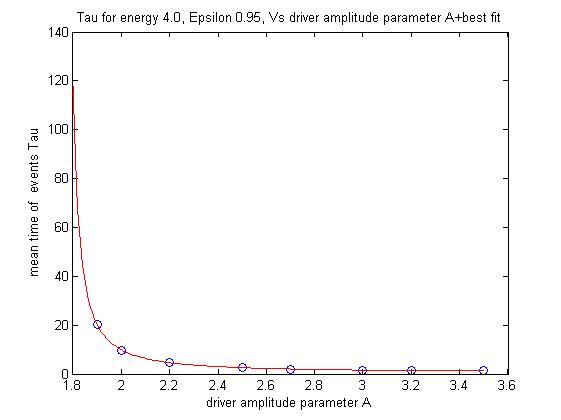 Tau for energy 4.0, Epsilon 0.95, Vs driver amplitude parameter A+best fit
140
120
100
80
60
40
20
0
mean time of events Tau
1.8 2 2.2 2.4 2.6 2.8 3 3.2 3.4 3.6
driver amplitude parameter A